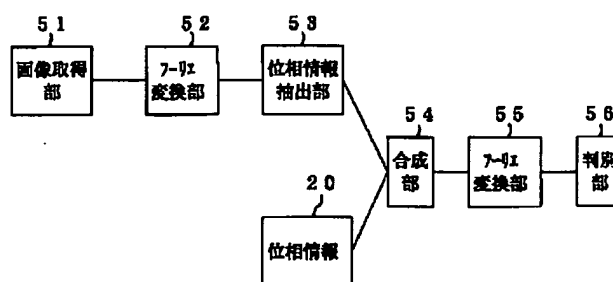 51
52
53
画像取得
部
フーリエ
変換部
位相情報
抽出部
54
55
56
合成
部
フーリエ
変換部
判別
部
20
位相情報